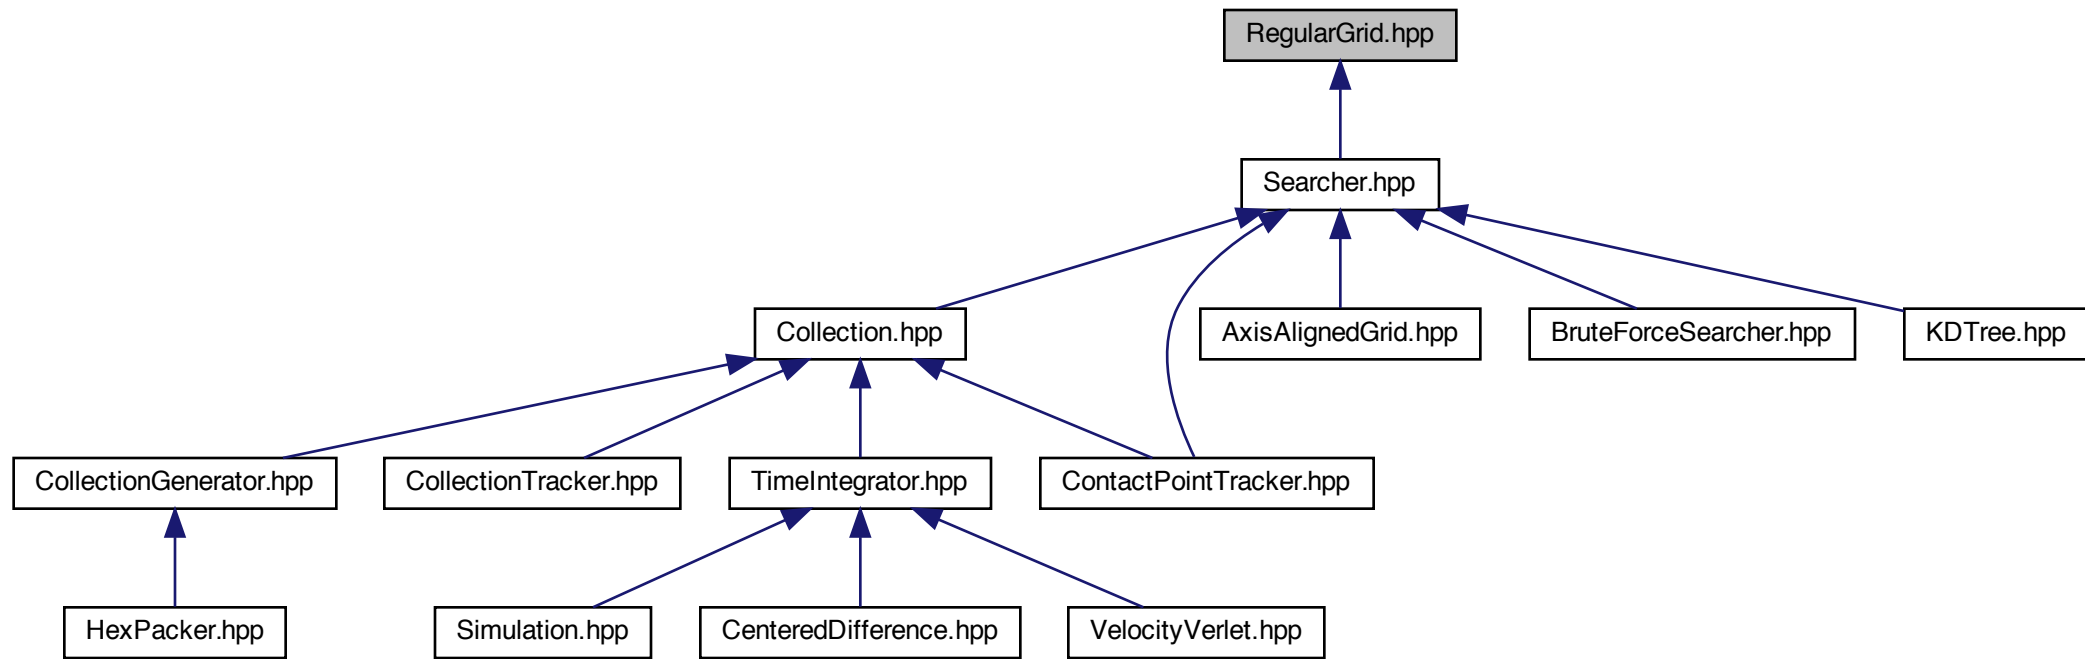 RegularGrid.hpp
Searcher.hpp
Collection.hpp
AxisAlignedGrid.hpp
BruteForceSearcher.hpp
KDTree.hpp
CollectionGenerator.hpp
CollectionTracker.hpp
TimeIntegrator.hpp
ContactPointTracker.hpp
HexPacker.hpp
Simulation.hpp
CenteredDifference.hpp
VelocityVerlet.hpp